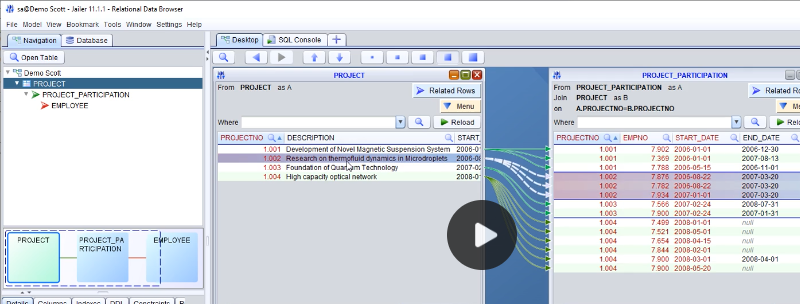 sa@Demo Scott - Jailer 11.1.1 - Relational Data Browser
File Model View Bookmark Tools Window Settings Help
Navigation Database
Open Table
Demo Scott
PROJECT
PROJECT_PARTICIPATION
EMPLOYEE
PROJECT PROJECT_PA EMPLOYEE
RTICIPATION
Details Columns Indexes DDL Constraints
Desktop SQL Console
PROJECT
From PROJECT as A
Related Rows
Menu
Where Reload
PROJECTNO DESCRIPTION START_
1.001 Development of Novel Magnetic Suspension System 2006-01
1.002 Research on thermofluid dynamics in Microdroplets 2006-08
1.003 Foundation of Quantum Technology 2007-02
1.004 High capacity optical network 2008-0
PROJECT_PARTICIPATION
From PROJECT_PARTICIPATION as A
Join PROJECT as B
on A.PROJECTNO=B.PROJECTNO
Where
PROJECTNO EMPNO START_DATE END_DATE
1.001 7.902 2006-01-01 2006-12-30
1.001 7.369 2006-01-01 2007-08-13
1.001 7.788 2006-05-15 2006-11-01
1.002 7.876 2006-08-22 2007-03-20
1.002 7.782 2006-08-22 2007-03-20
1.002 7.934 2007-01-01 2007-03-20
1.003 7.566 2007-02-24 2008-07-31
1.003 7.900 2007-02-24 2007-01-31
1.004 7.499 2008-01-01 null
1.004 7.521 2008-05-01 null
1.004 7.654 2008-04-15 null
1.004 7.844 2008-02-01 null
1.004 7.900 2008-03-01 2008-04-01
1.004 7.900 2008-05-20 null